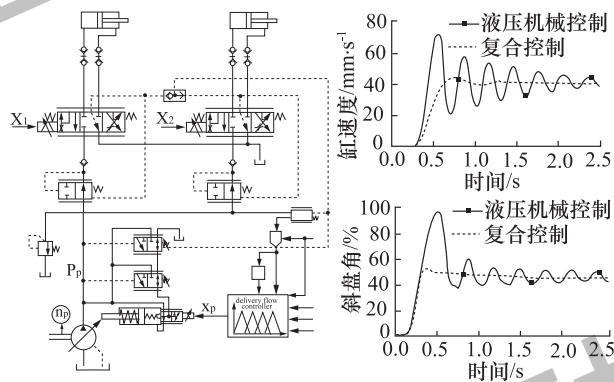 X1
X2
Pp
np
xp
delivery flow
controller
缸速度/mm·s-1
80
60
40
20
0
0.0 0.5 1.0 1.5 2.0 2.5
时间/s
液压机械控制
复合控制
斜盘角/%
100
80
60
40
20
0
0.0 0.5 1.0 1.5 2.0 2.5
时间/s
液压机械控制
复合控制